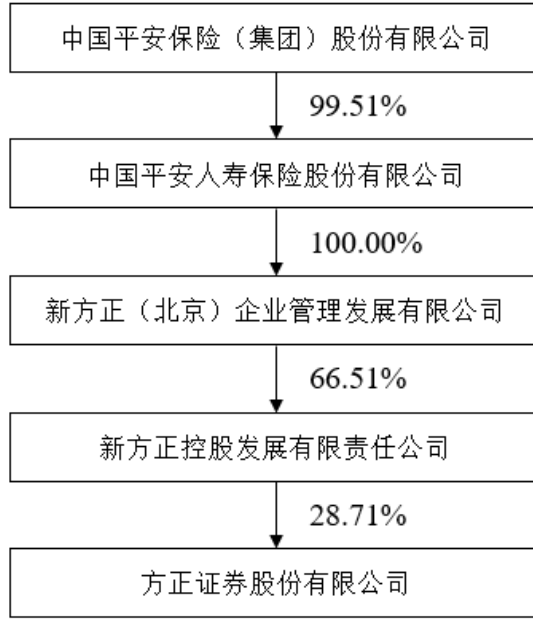 中国平安保险（集团）股份有限公司
99.51%
中国平安人寿保险股份有限公司
100.00%
新方正（北京）企业管理发展有限公司
66.51%
新方正控股发展有限责任公司
28.71%
方正证券股份有限公司